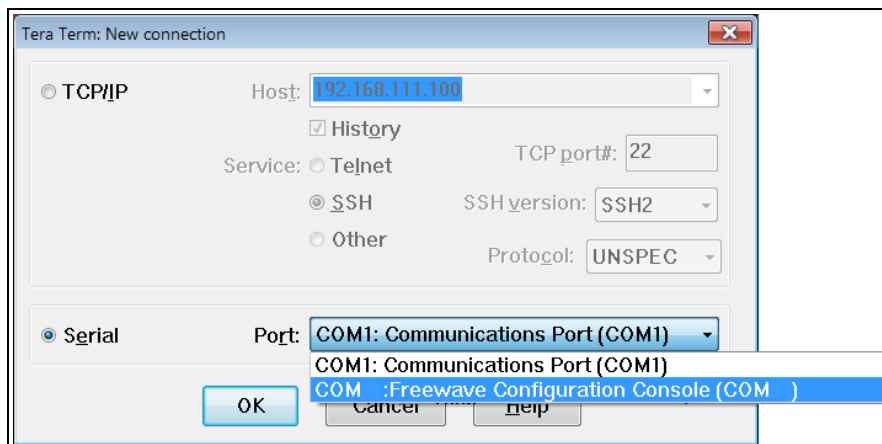 Tera Term: New connection
TCP/IP
Host: 192.168.111.100
History
Service: Telnet
TCP port#: 22
SSH
SSH version: SSH2
Other
Protocol: UNSPEC
Serial
Port: COM1: Communications Port (COM1)
COM1: Communications Port (COM1)
COM :Freewave Configuration Console (COM )
OK
Cancel
Help